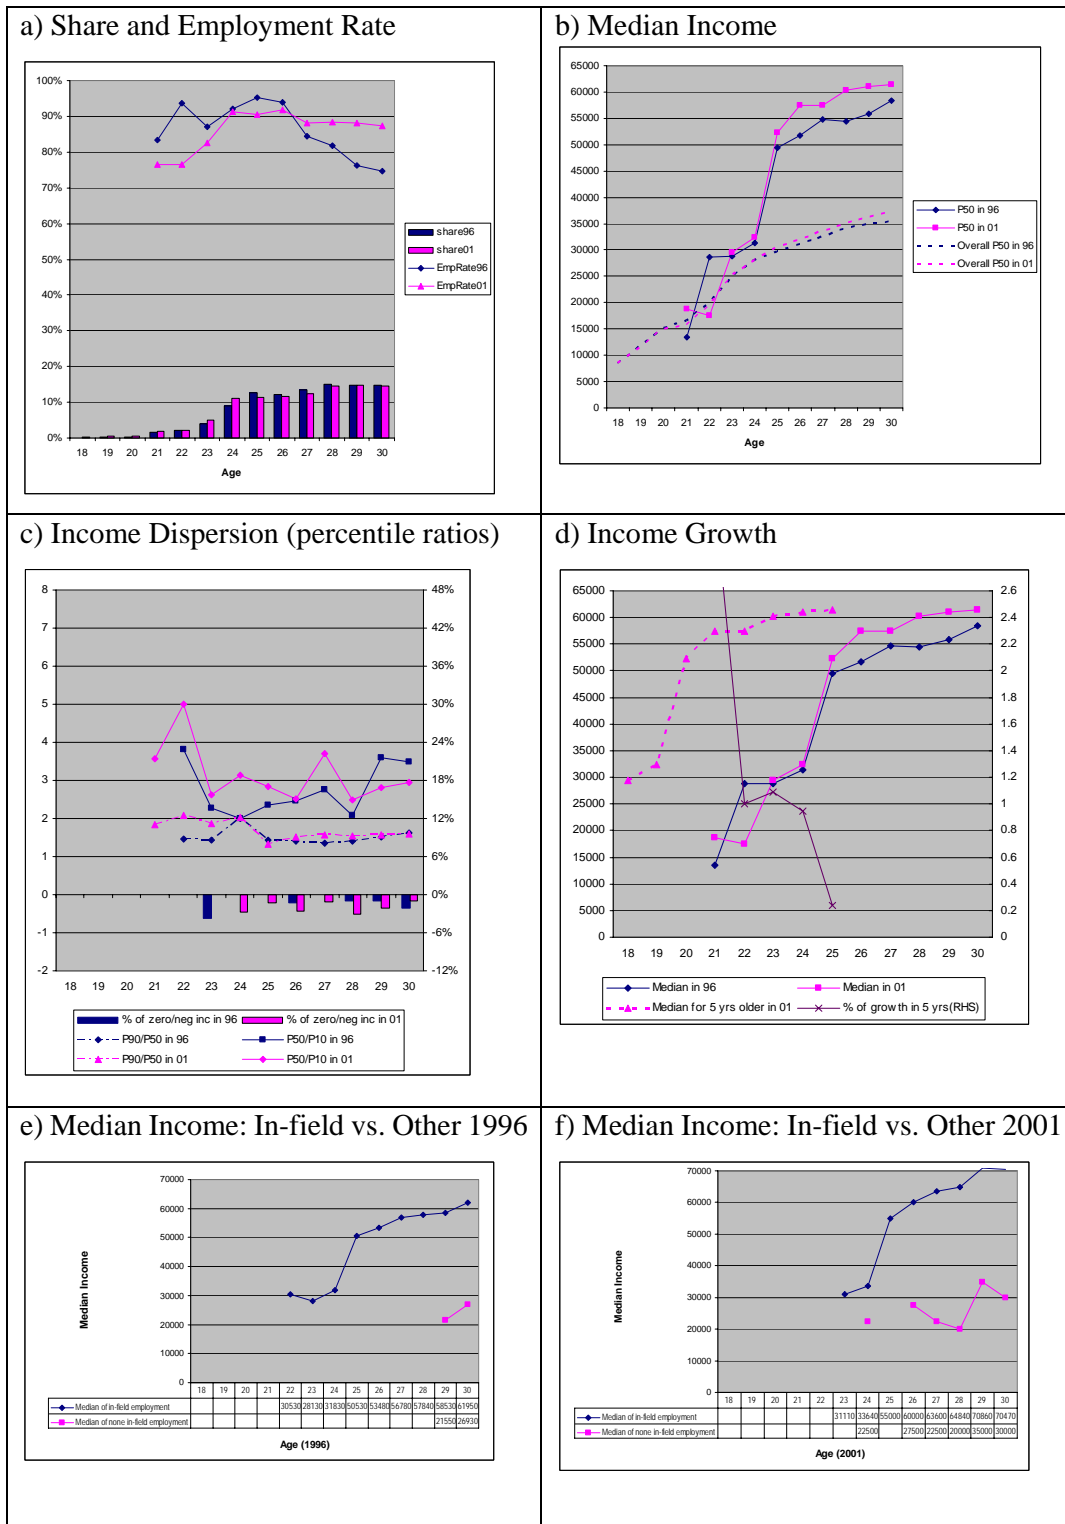 a) Share and Employment Rate
100%
90%
80%
70%
60%
50%
40%
30%
20%
10%
0%
18 19 20 21 22 23 24 25 26 27 28 29 30
Age
share96
share01
EmpRate96
EmpRate01
b) Median Income
65000
60000
55000
50000
45000
40000
35000
30000
25000
20000
15000
10000
5000
0
18 19 20 21 22 23 24 25 26 27 28 29 30
Age
P50 in 96
P50 in 01
Overall P50 in 96
Overall P50 in 01
c) Income Dispersion (percentile ratios)
8 48%
7 42%
6 36%
5 30%
4 24%
3 18%
2 12%
1 6%
0 0%
-1 -6%
-2 -12%
18 19 20 21 22 23 24 25 26 27 28 29 30
% of zero/neg inc in 96 % of zero/neg inc in 01
P90/P50 in 96 P50/P10 in 96
P90/P50 in 01 P50/P10 in 01
d) Income Growth
65000 2.6
60000 2.4
55000 2.2
50000 2
45000 1.8
40000 1.6
35000 1.4
30000 1.2
25000 1
20000 0.8
15000 0.6
10000 0.4
5000 0.2
0 0
18 19 20 21 22 23 24 25 26 27 28 29 30
Median in 96 Median in 01
Median for 5 yrs older in 01 % of growth in 5 yrs(RHS)
e) Median Income: In-field vs. Other 1996
Median Income
70000
60000
50000
40000
30000
20000
10000
0
18 19 20 21 22 23 24 25 26 27 28 29 30
Median of in-field employment 30530 28130 31830 50530 53480 56780 57840 58530 61950
Median of none in-field employment 21550 26930
Age (1996)
f) Median Income: In-field vs. Other 2001
Median Income
70000
60000
50000
40000
30000
20000
10000
0
18 19 20 21 22 23 24 25 26 27 28 29 30
Median of in-field employment 31110 33640 55000 60000 63600 64840 70860 70470
Median of none in-field employment 22500 27500 22500 20000 35000 30000
Age (2001)